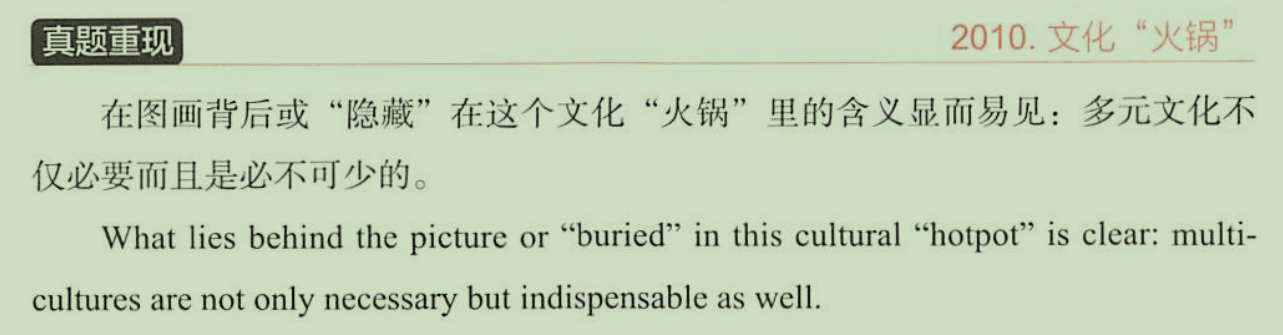 真题重现
2010. 文化“火锅”
在图画背后或“隐藏”在这个文化“火锅”里的含义显而易见：多元文化不
仅必要而且是必不可少的。
What lies behind the picture or “buried” in this cultural “hotpot” is clear: multi-
cultures are not only necessary but indispensable as well.